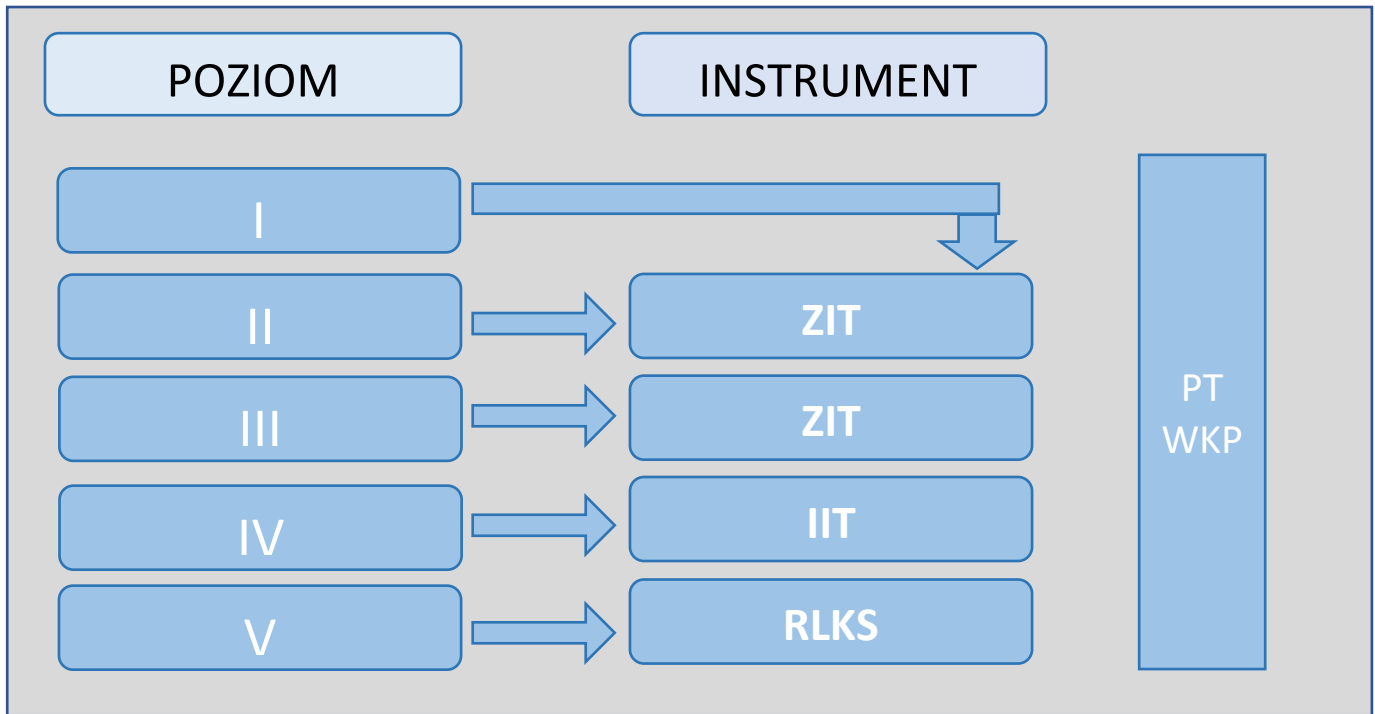 POZIOM
INSTRUMENT
I
II
ZIT
III
ZIT
IV
IIT
V
RLKS
PT
WKP